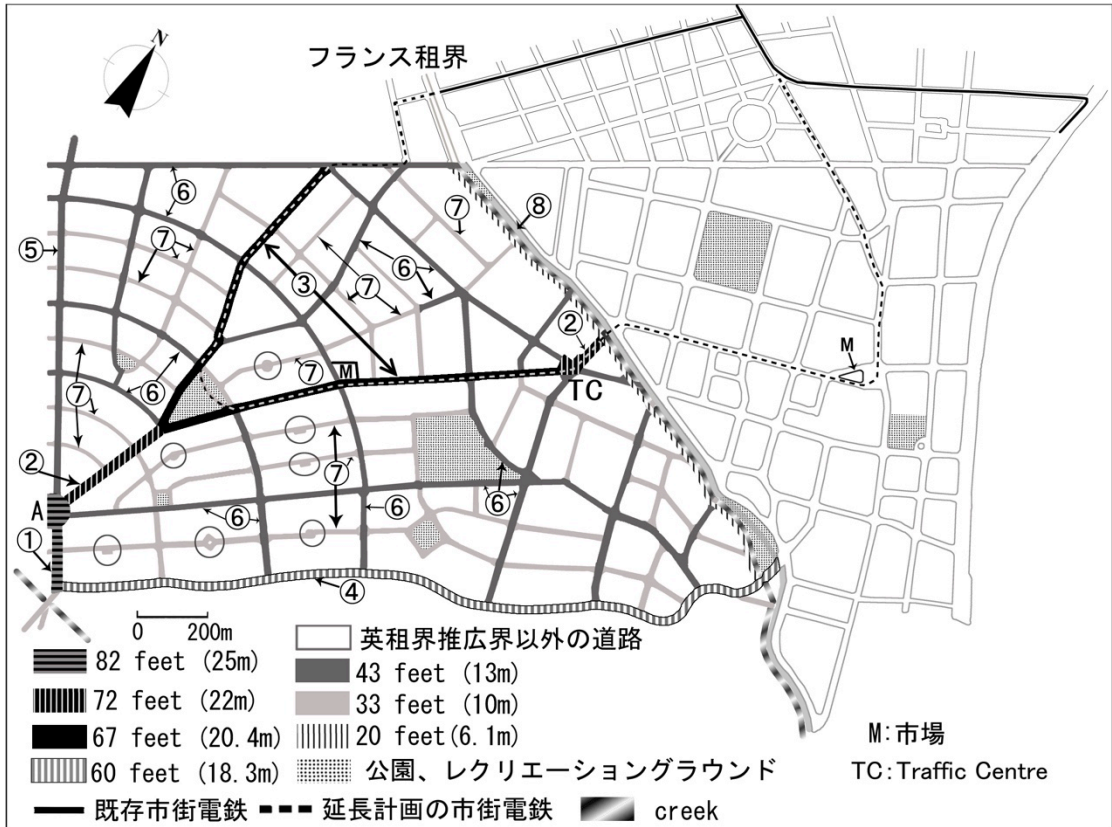 N
フランス租界
⑥
⑦
⑧
⑤
⑦
③
⑥
⑦
②
M
⑦
M
⑥
TC
⑦
②
⑦
A
⑥
⑥
⑥
①
④
0 200m
英租界推広界以外の道路
82 feet (25m)
43 feet (13m)
72 feet (22m)
33 feet (10m)
67 feet (20.4m)
20 feet(6.1m)
M:市場
60 feet (18.3m)
公園、レクリエーショングラウンド
TC:Traffic Centre
既存市街電鉄
延長計画の市街電鉄
creek